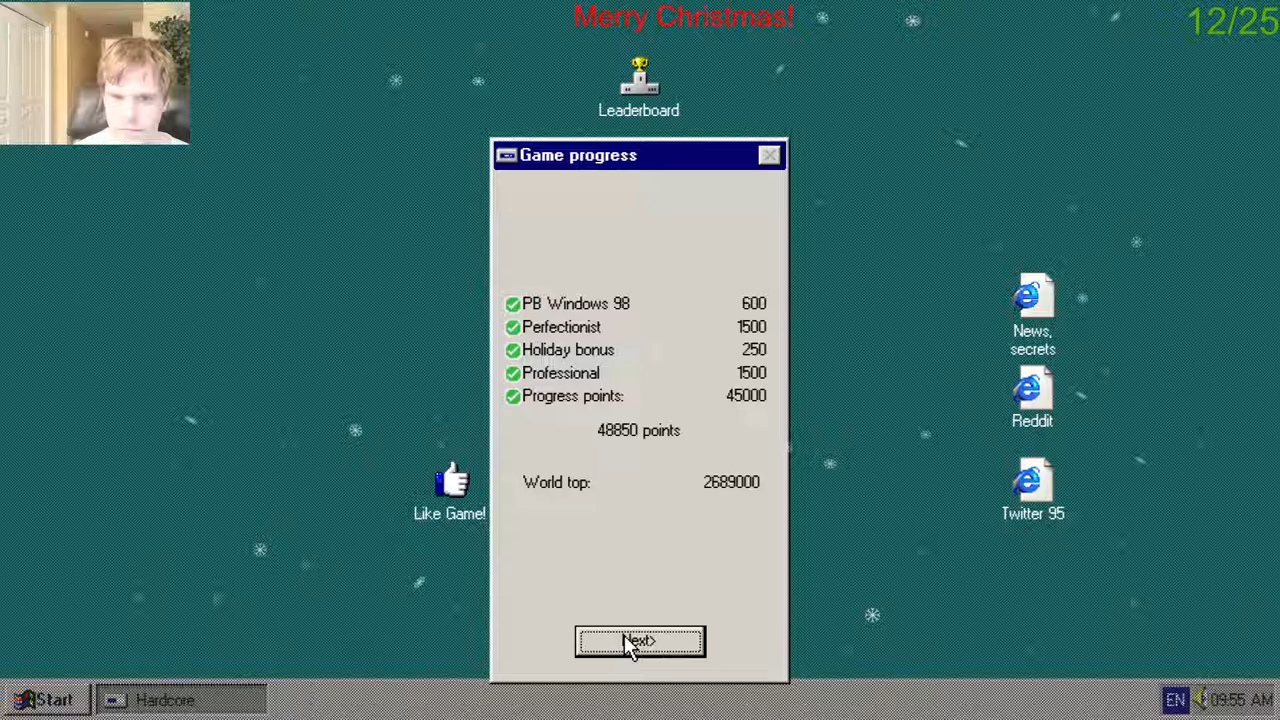 Merry Christmas!
12/25
Leaderboard
Game progress
PB Windows 98 600
Perfectionist 1500
Holiday bonus 250
Professional 1500
Progress points: 45000
48850 points
World top: 2689000
Next>
Like Game!
News,
secrets
Reddit
Twitter 95
Start
Hardcore
EN
09:55 AM